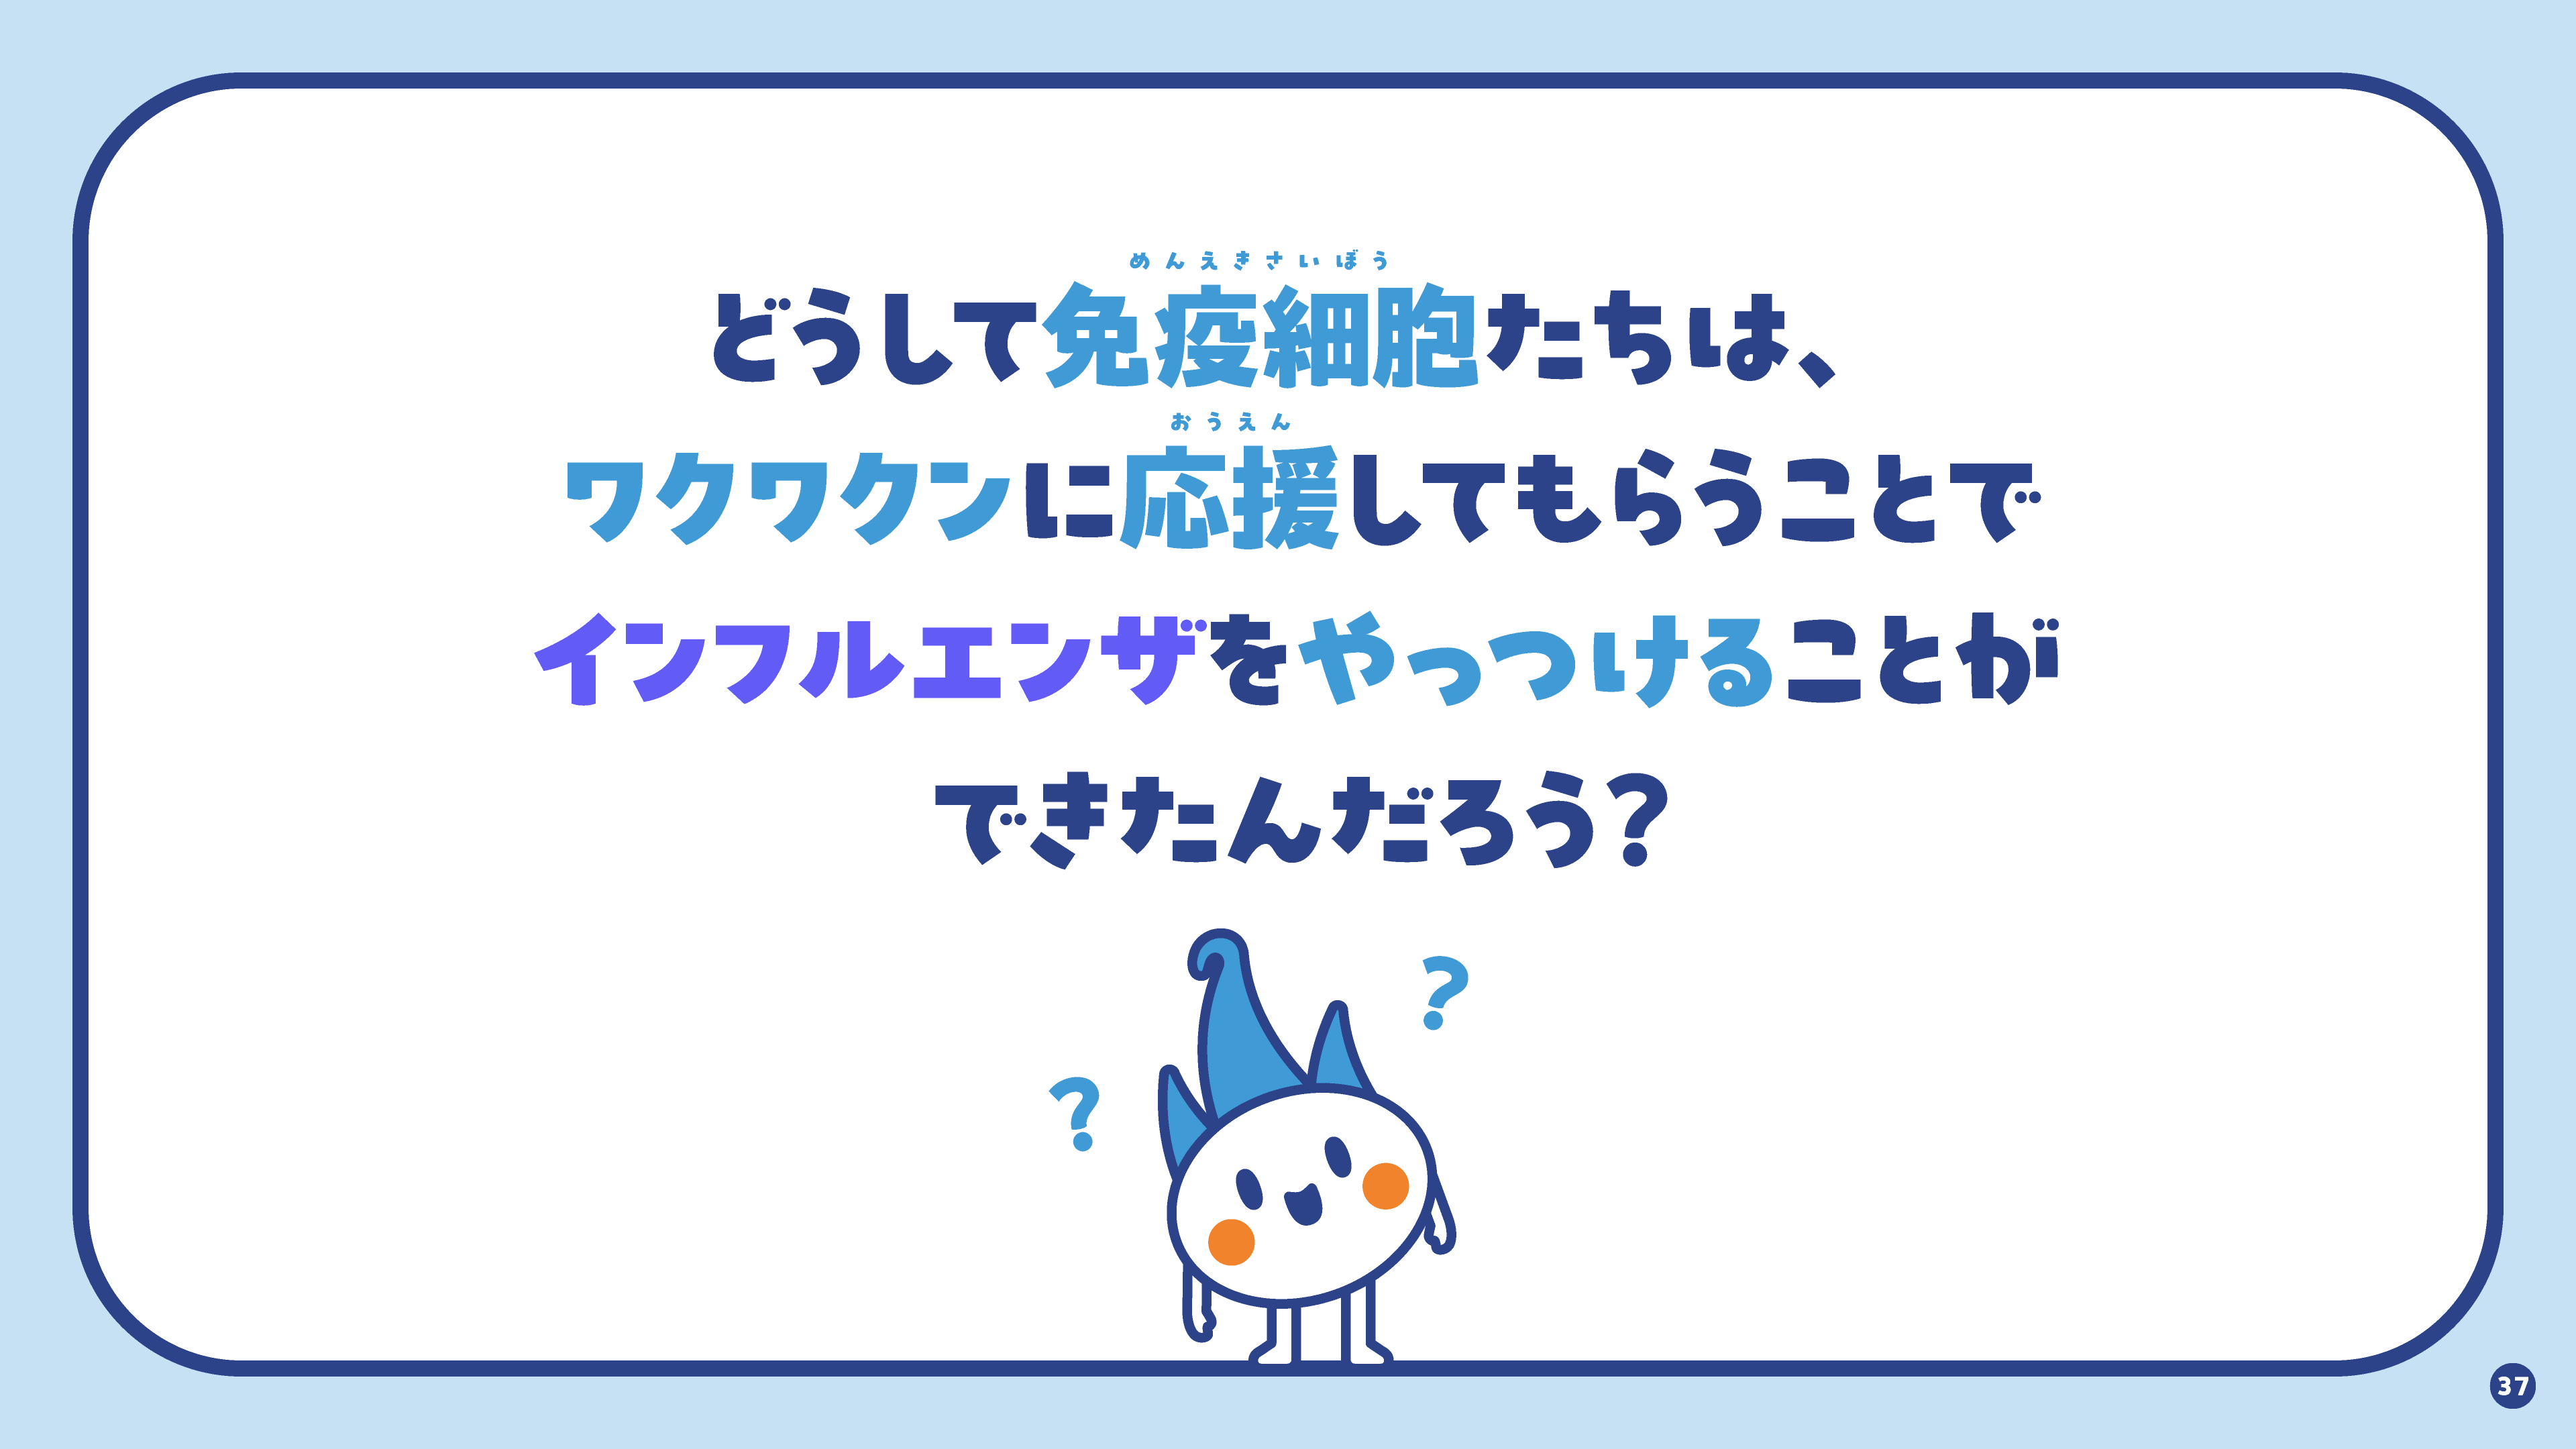 めんえきさいぼう
どうして免疫細胞たちは、
おうえん
ワクワクンに応援してもらうことで
インフルエンザをやっつけることが
できたんだろう?
?
?
37